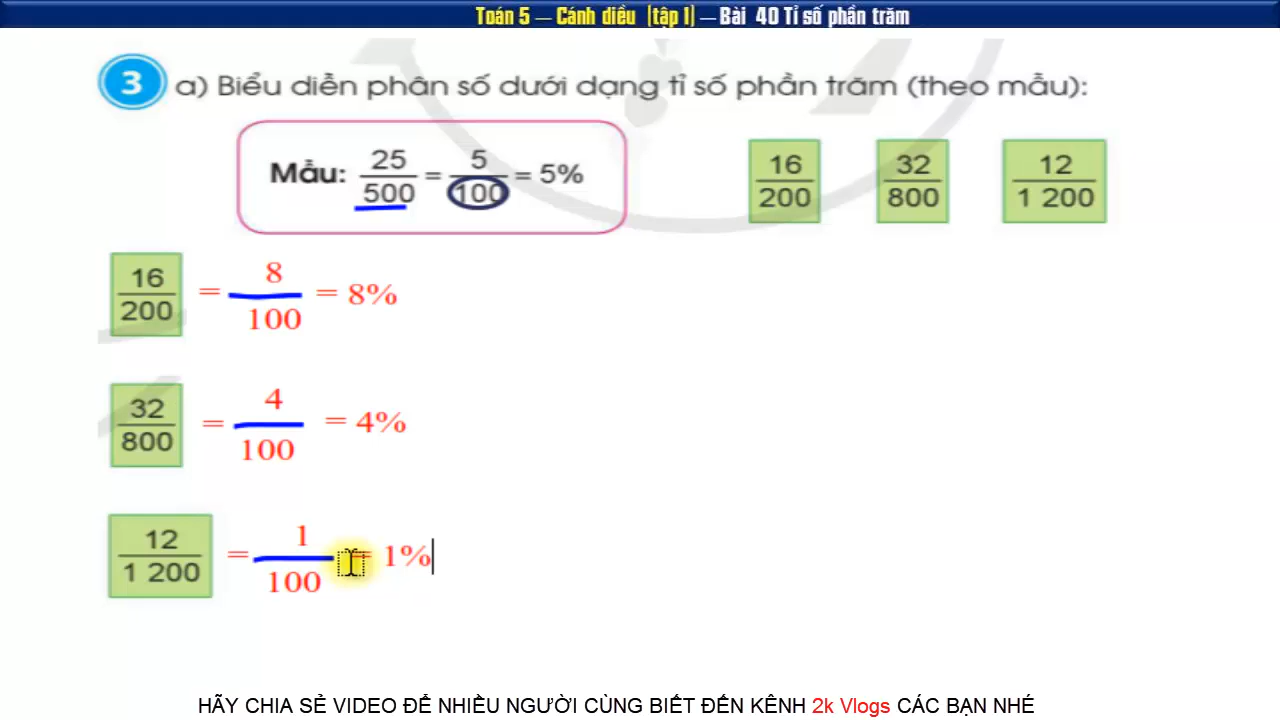 Toán 5 – Cánh diều (tập 1) – Bài 40 Tỉ số phần trăm
3 a) Biểu diễn phân số dưới dạng tỉ số phần trăm (theo mẫu):
Mẫu: 25/500 = 5/100 = 5%
16/200 32/800 12/1 200
16/200 = 8/100 = 8%
32/800 = 4/100 = 4%
12/1 200 = 1/100 = 1%
HÃY CHIA SẺ VIDEO ĐỂ NHIỀU NGƯỜI CÙNG BIẾT ĐẾN KÊNH 2k Vlogs CÁC BẠN NHÉ